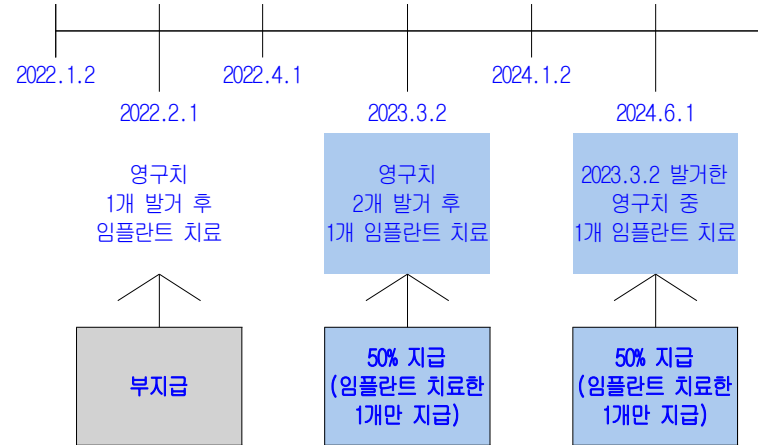 2022.1.2
2022.4.1
2024.1.2
2022.2.1
2023.3.2
2024.6.1
영구치
1개 발거 후
임플란트 치료
영구치
2개 발거 후
1개 임플란트 치료
2023.3.2 발거한
영구치 중
1개 임플란트 치료
부지급
50% 지급
(임플란트 치료한
1개만 지급)
50% 지급
(임플란트 치료한
1개만 지급)